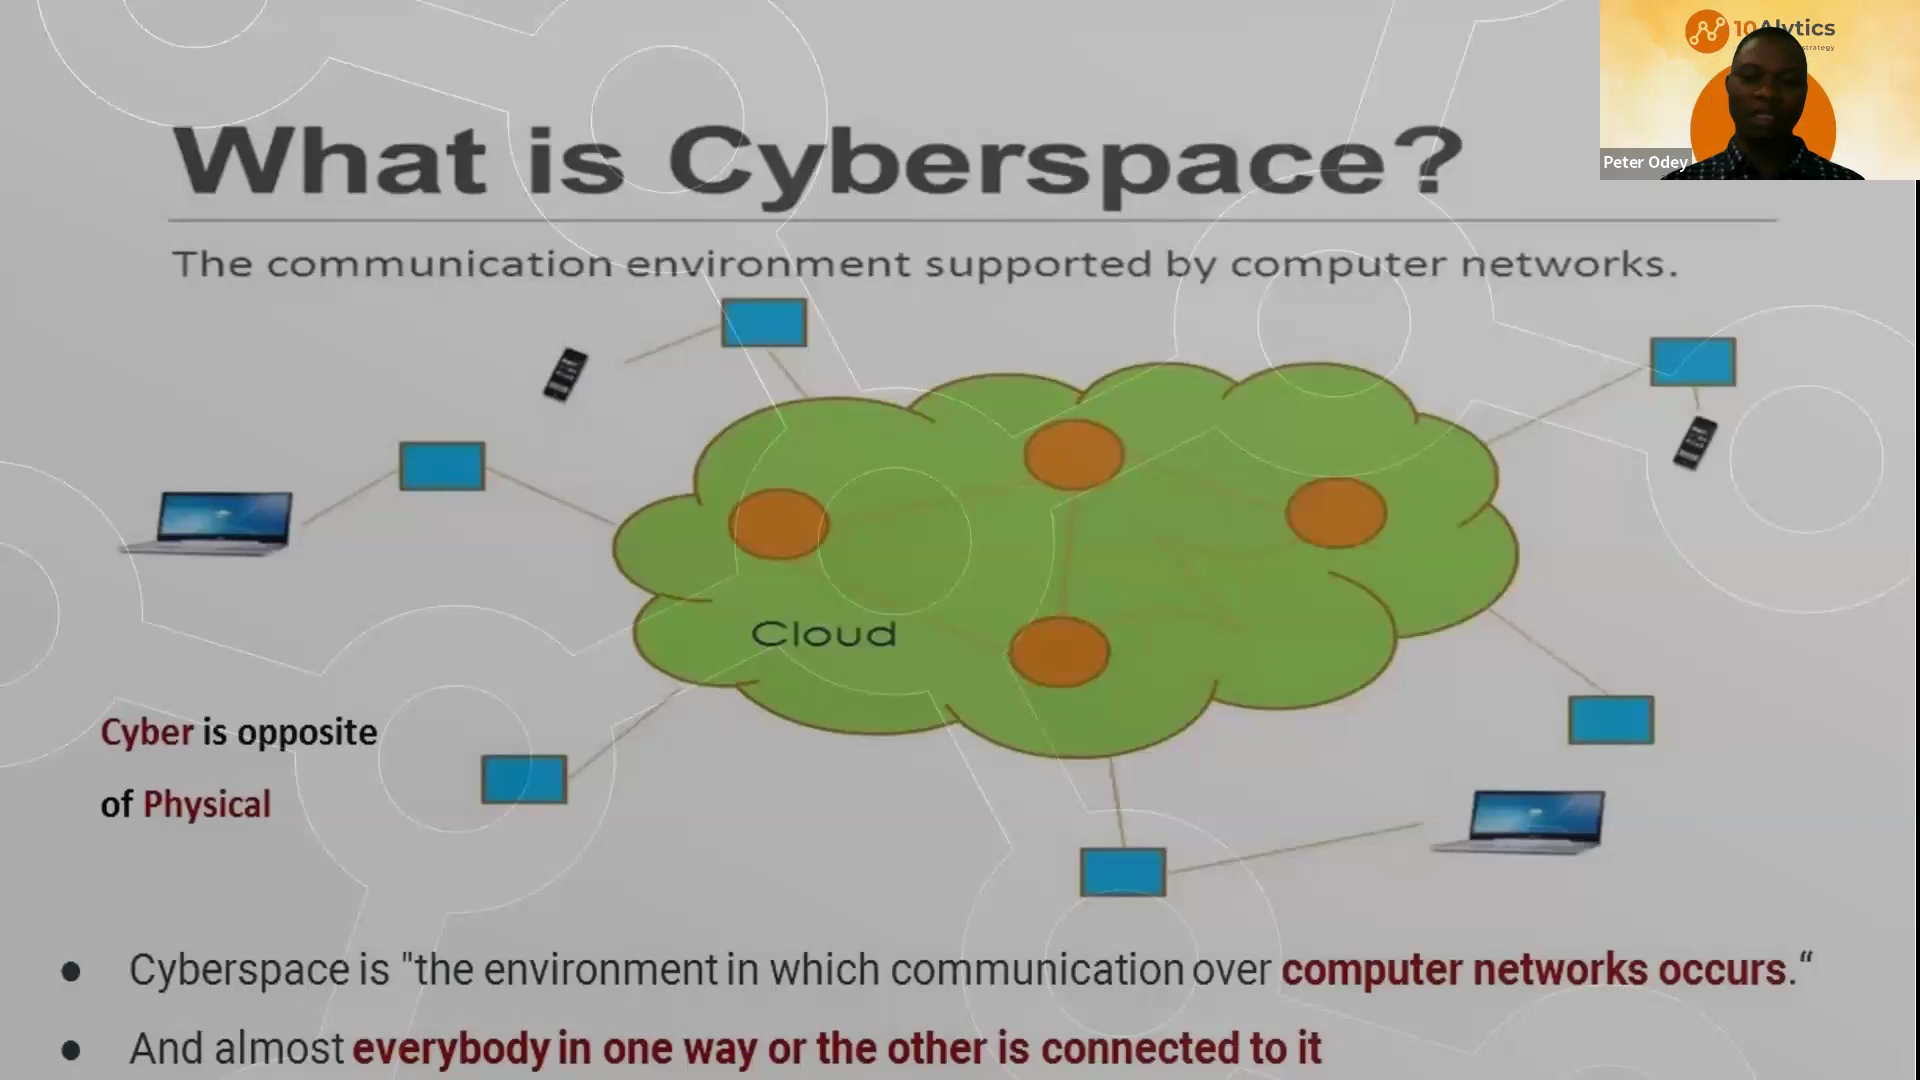 10Alytics
strategy
Peter Odey
What is Cyberspace?
The communication environment supported by computer networks.
Cloud
Cyber is opposite
of Physical
● Cyberspace is "the environment in which communication over computer networks occurs.“
● And almost everybody in one way or the other is connected to it